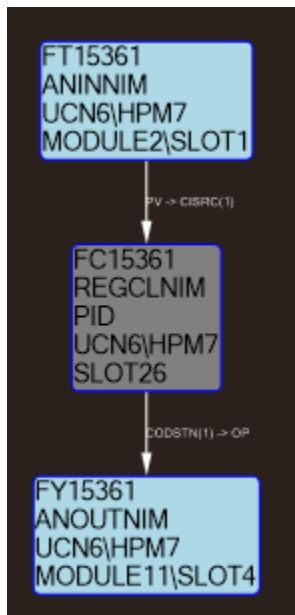 FT15361
ANINNIM
UCN6\HPM7
MODULE2\SLOT1
PV -> CISRC(1)
FC15361
REGCLNIM
PID
UCN6\HPM7
SLOT26
CODSTN(1) -> OP
FY15361
ANOUTNIM
UCN6\HPM7
MODULE11\SLOT4